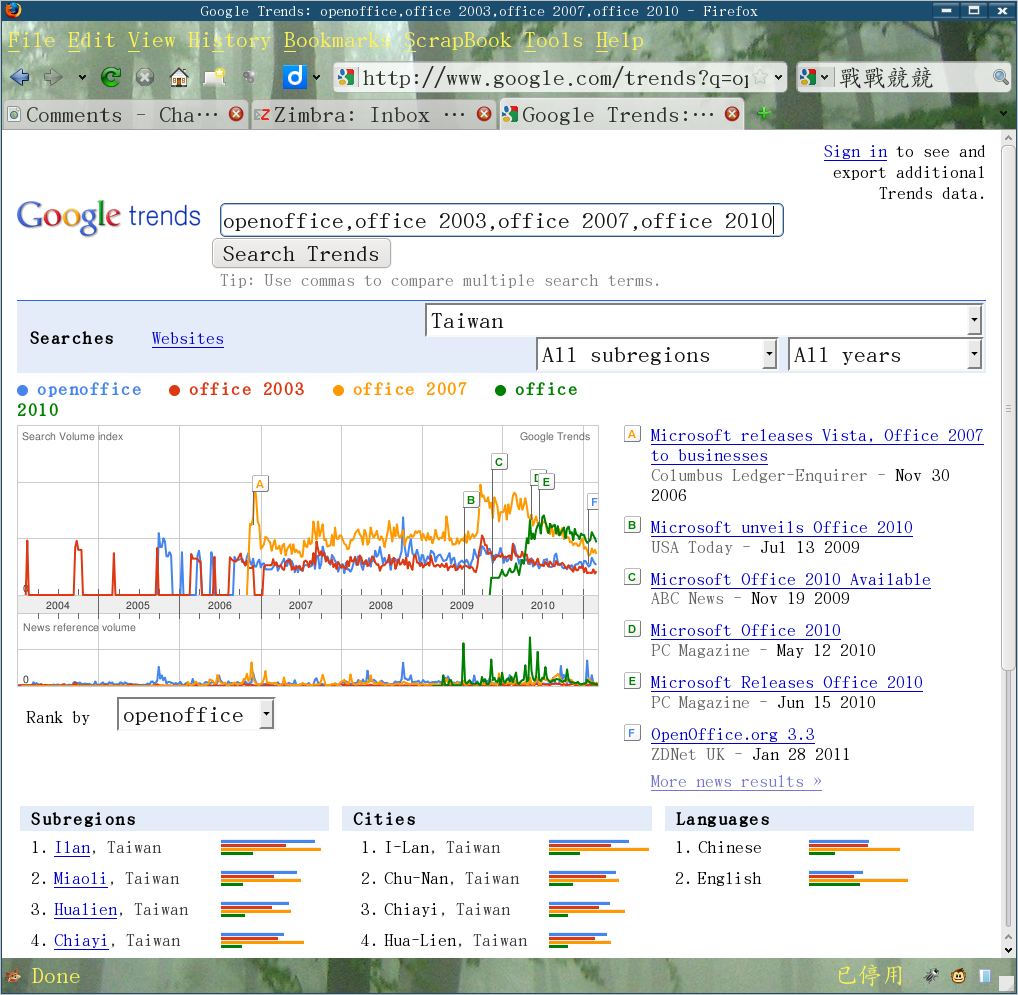 Google Trends: openoffice,office 2003,office 2007,office 2010 - Firefox
File Edit View History Bookmarks ScrapBook Tools Help
http://www.google.com/trends?q=op
戰戰競競
Comments - Cha...
Zimbra: Inbox ...
Google Trends:...
Sign in to see and
export additional
Trends data.
Google trends
openoffice,office 2003,office 2007,office 2010
Search Trends
Tip: Use commas to compare multiple search terms.
Searches Websites
Taiwan
All subregions All years
openoffice office 2003 office 2007 office
2010
Search Volume index Google Trends
A B C D E F
0
2004 2005 2006 2007 2008 2009 2010
News reference volume
0
Rank by openoffice
A Microsoft releases Vista, Office 2007
to businesses
Columbus Ledger-Enquirer - Nov 30
2006
B Microsoft unveils Office 2010
USA Today - Jul 13 2009
C Microsoft Office 2010 Available
ABC News - Nov 19 2009
D Microsoft Office 2010
PC Magazine - May 12 2010
E Microsoft Releases Office 2010
PC Magazine - Jun 15 2010
F OpenOffice.org 3.3
ZDNet UK - Jan 28 2011
More news results »
Subregions
1. Ilan, Taiwan
2. Miaoli, Taiwan
3. Hualien, Taiwan
4. Chiayi, Taiwan
Cities
1. I-Lan, Taiwan
2. Chu-Nan, Taiwan
3. Chiayi, Taiwan
4. Hua-Lien, Taiwan
Languages
1. Chinese
2. English
Done
已停用